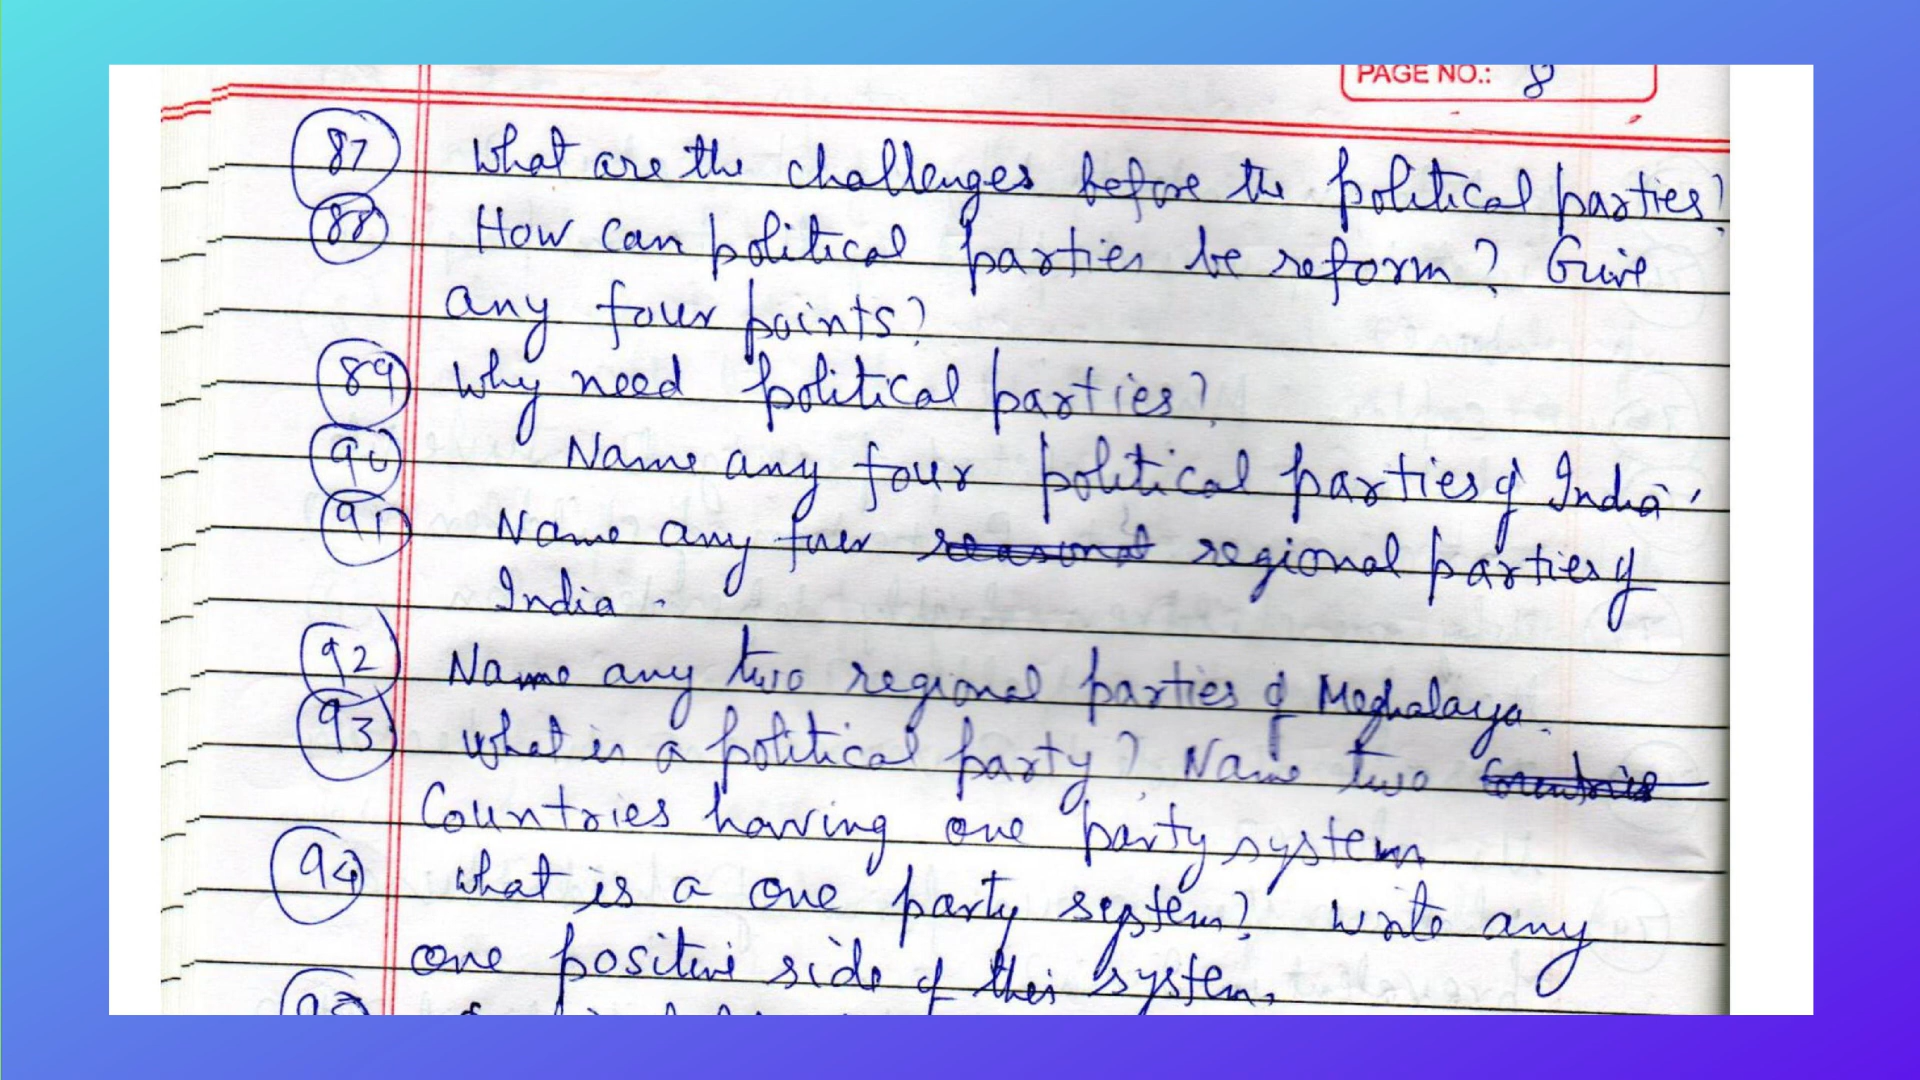 PAGE NO.: 8
87 What are the challenges before the political parties?
88 How can political parties be reform? Give
any four points?
89 Why need political parties?
90 Name any four political parties of India.
91 Name any four reasonal regional parties of
India.
92 Name any two regional parties of Meghalaya.
93 What is a political party? Name two Countries
Countries having one party system
94 What is a one party system? Write any
one positive side of this system.
95